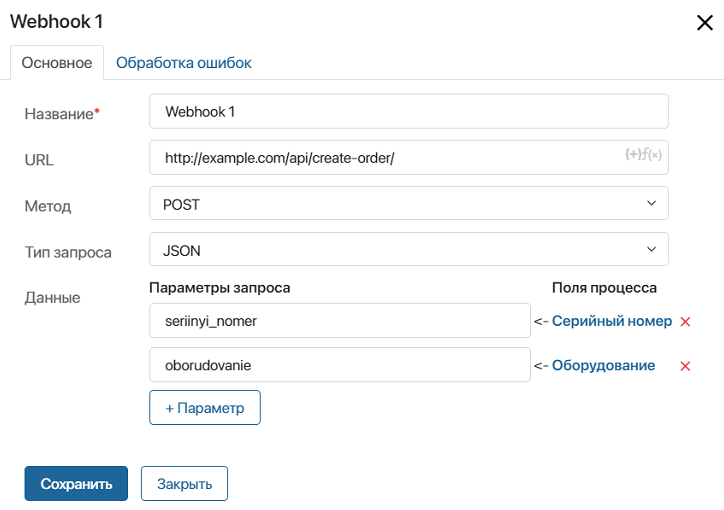 Webhook 1
Основное Обработка ошибок
Название* Webhook 1
URL http://example.com/api/create-order/ {+}ƒ(x)
Метод POST
Тип запроса JSON
Данные Параметры запроса Поля процесса
seriinyi_nomer <- Серийный номер
oborudovanie <- Оборудование
+ Параметр
Сохранить Закрыть